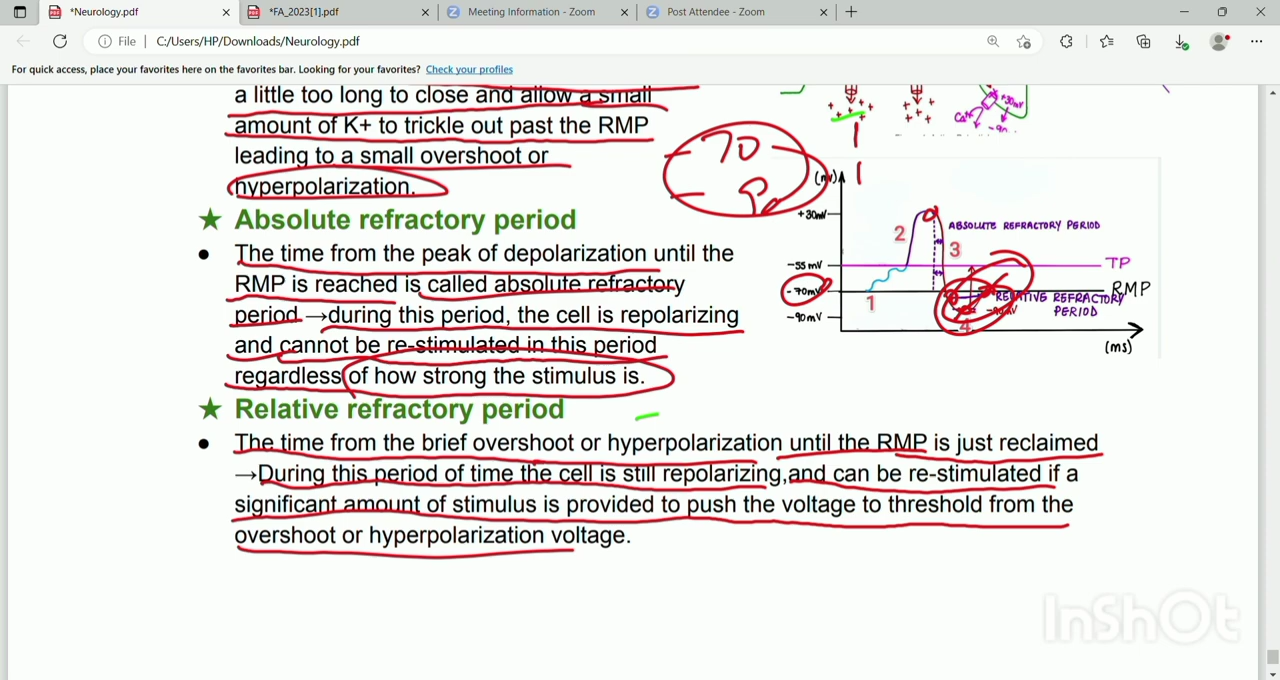 *Neurology.pdf
*FA_2023[1].pdf
Meeting Information - Zoom
Post Attendee - Zoom
File C:/Users/HP/Downloads/Neurology.pdf
For quick access, place your favorites here on the favorites bar. Looking for your favorites? Check your profiles
a little too long to close and allow a small
amount of K+ to trickle out past the RMP
leading to a small overshoot or
hyperpolarization.
★ Absolute refractory period
● The time from the peak of depolarization until the
RMP is reached is called absolute refractory
period →during this period, the cell is repolarizing
and cannot be re-stimulated in this period
regardless of how strong the stimulus is.
★ Relative refractory period
● The time from the brief overshoot or hyperpolarization until the RMP is just reclaimed
→During this period of time the cell is still repolarizing,and can be re-stimulated if a
significant amount of stimulus is provided to push the voltage to threshold from the
overshoot or hyperpolarization voltage.
- 70
- 90
+30mV
(mV)
+30mV
2
ABSOLUTE REFRACTORY PERIOD
3
-55 mV
TP
-70mV
RMP
1
RELATIVE REFRACTORY
PERIOD
-90mV
-90mV
4
(ms)
InShOt